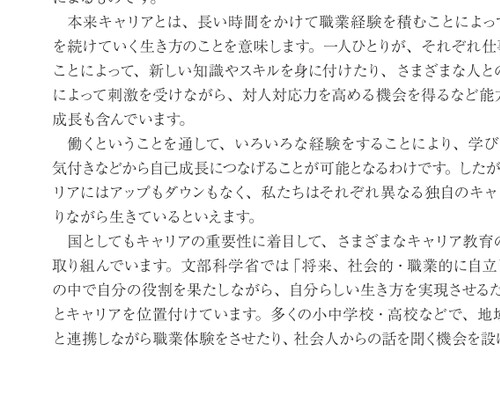 によるものです。
本来キャリアとは、長い時間をかけて職業経験を積むことによっ
を続けていく生き方のことを意味します。一人ひとりが、それぞれ仕
ことによって、新しい知識やスキルを身に付けたり、さまざまな人と
によって刺激を受けながら、対人対応力を高める機会を得るなど能
成長も含んでいます。
働くということを通して、いろいろな経験をすることにより、学び
気付きなどから自己成長につなげることが可能となるわけです。したが
リアにはアップもダウンもなく、私たちはそれぞれ異なる独自のキャ
りながら生きているといえます。
国としてもキャリアの重要性に着目して、さまざまなキャリア教育
取り組んでいます。文部科学省では「将来、社会的・職業的に自立
の中で自分の役割を果たしながら、自分らしい生き方を実現させる
とキャリアを位置付けています。多くの小中学校・高校などで、地
と連携しながら職業体験をさせたり、社会人からの話を聞く機会を設